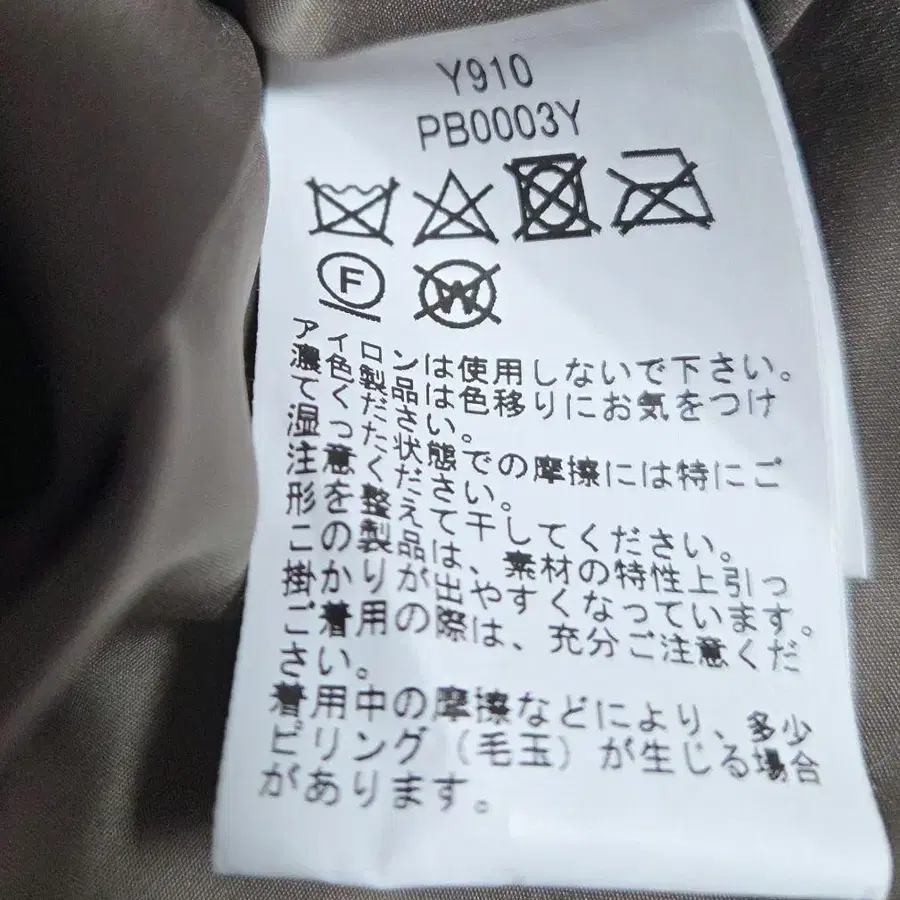 Y910
PB0003Y
F
W
アイロンは使用しないで下さい。
濃色製品は色移りにお気をつけ
てください。
湿った状態での摩擦には特にご
注意ください。
形を整えて干してください。
この製品は、素材の特性上引っ
掛かりが出やすくなっています。
ご着用の際は、充分ご注意くだ
さい。
着用中の摩擦などにより、多少
ピリング（毛玉）が生じる場合
があります。